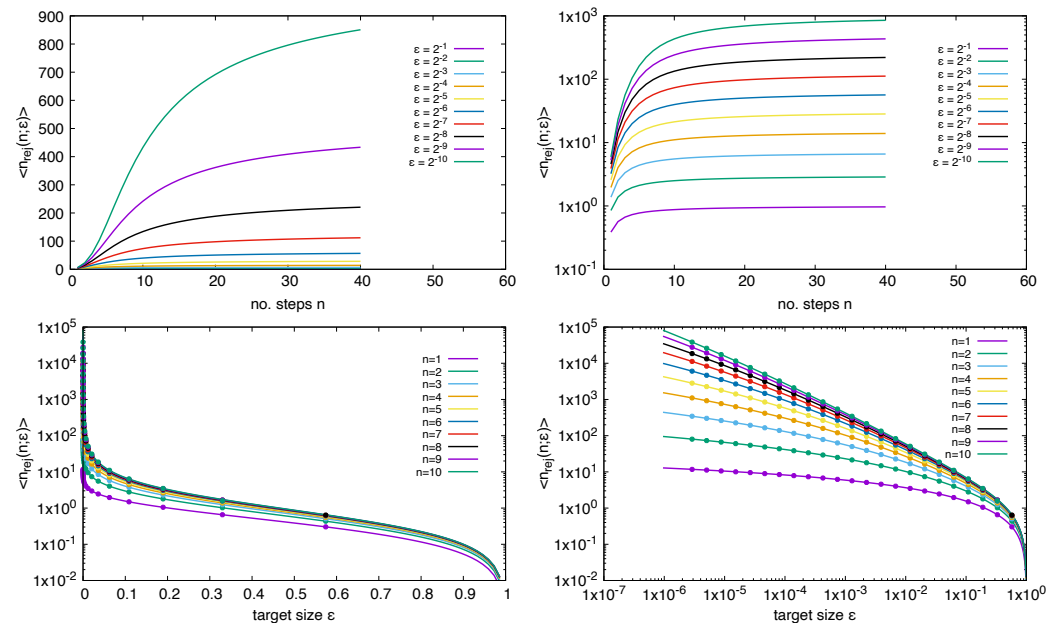 <n_rej(n;ε)>
900
800
700
600
500
400
300
200
100
0
0 10 20 30 40 50 60
no. steps n
ε = 2^-1
ε = 2^-2
ε = 2^-3
ε = 2^-4
ε = 2^-5
ε = 2^-6
ε = 2^-7
ε = 2^-8
ε = 2^-9
ε = 2^-10
<n_rej(n;ε)>
1x10^3
1x10^2
1x10^1
1x10^0
1x10^-1
0 10 20 30 40 50 60
no. steps n
ε = 2^-1
ε = 2^-2
ε = 2^-3
ε = 2^-4
ε = 2^-5
ε = 2^-6
ε = 2^-7
ε = 2^-8
ε = 2^-9
ε = 2^-10
<n_rej(n;ε)>
1x10^5
1x10^4
1x10^3
1x10^2
1x10^1
1x10^0
1x10^-1
1x10^-2
0 0.1 0.2 0.3 0.4 0.5 0.6 0.7 0.8 0.9 1
target size ε
n=1
n=2
n=3
n=4
n=5
n=6
n=7
n=8
n=9
n=10
<n_rej(n;ε)>
1x10^5
1x10^4
1x10^3
1x10^2
1x10^1
1x10^0
1x10^-1
1x10^-2
1x10^-7 1x10^-6 1x10^-5 1x10^-4 1x10^-3 1x10^-2 1x10^-1 1x10^0
target size ε
n=1
n=2
n=3
n=4
n=5
n=6
n=7
n=8
n=9
n=10